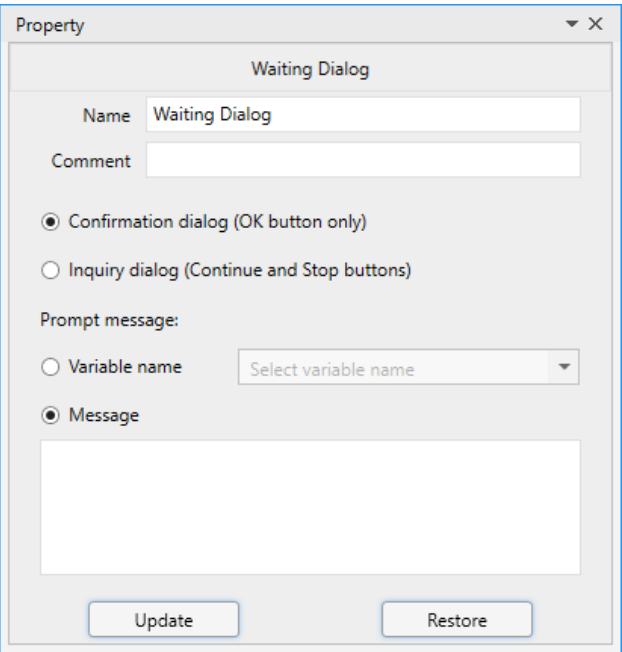 Property
Waiting Dialog
Name Waiting Dialog
Comment
Confirmation dialog (OK button only)
Inquiry dialog (Continue and Stop buttons)
Prompt message:
Variable name Select variable name
Message
Update Restore